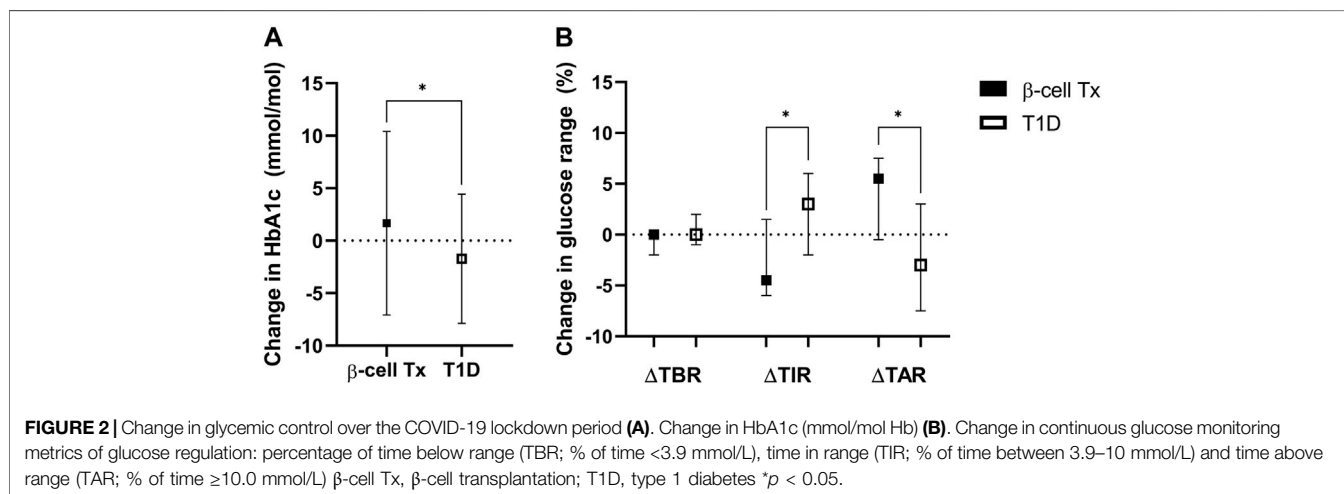 A
B
Change in HbA1c (mmol/mol)
15
10
5
0
-5
-10
*
β-cell Tx
T1D
Change in glucose range (%)
15
10
5
0
-5
-10
*
*
ΔTBR
ΔTIR
ΔTAR
β-cell Tx
T1D
FIGURE 2 | Change in glycemic control over the COVID-19 lockdown period (A). Change in HbA1c (mmol/mol Hb) (B). Change in continuous glucose monitoring
metrics of glucose regulation: percentage of time below range (TBR; % of time <3.9 mmol/L), time in range (TIR; % of time between 3.9–10 mmol/L) and time above
range (TAR; % of time ≥10.0 mmol/L) β-cell Tx, β-cell transplantation; T1D, type 1 diabetes *p < 0.05.